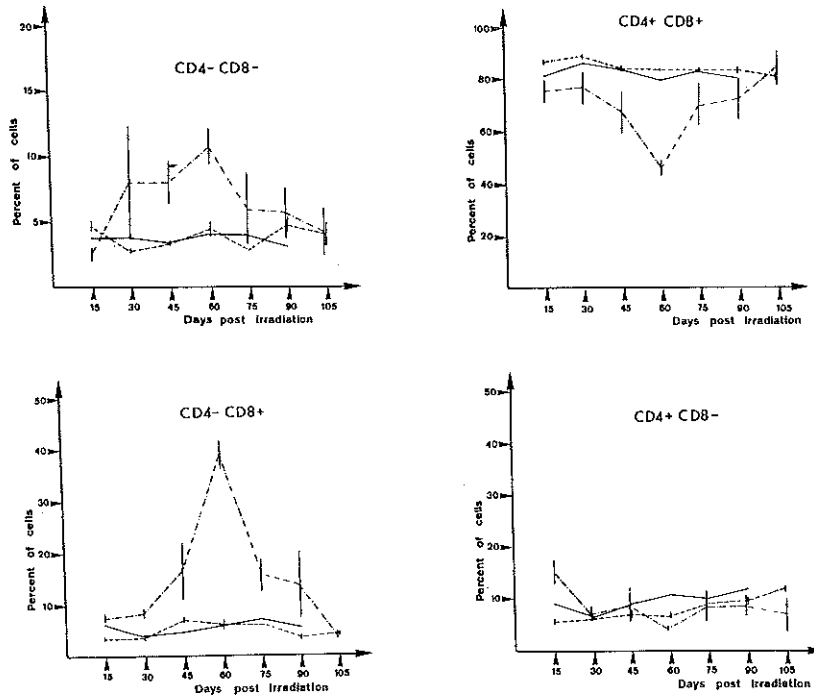 CD4- CD8-
Percent of cells
20
15
10
5
15 30 45 60 75 90 105
Days post irradiation
CD4+ CD8+
Percent of cells
100
80
60
40
20
15 30 45 60 75 90 105
Days post irradiation
CD4- CD8+
Percent of cells
50
40
30
20
10
15 30 45 60 75 90 105
Days post irradiation
CD4+ CD8-
Percent of cells
50
40
30
20
10
15 30 45 60 75 90 105
Days post irradiation